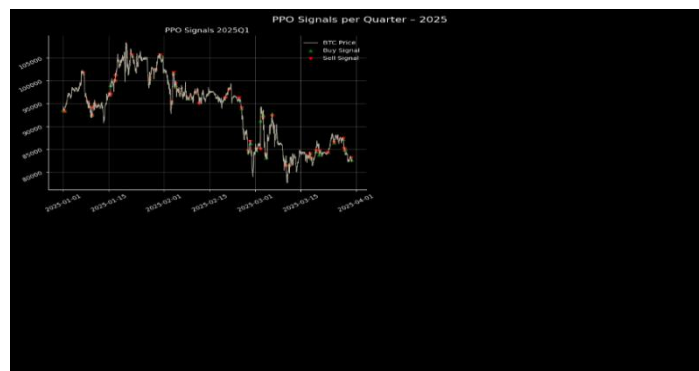 PPO Signals per Quarter – 2025
PPO Signals 2025Q1
BTC Price
Buy Signal
Sell Signal
105000
100000
95000
90000
85000
80000
2025-01-01
2025-01-15
2025-02-01
2025-02-15
2025-03-01
2025-03-15
2025-04-01